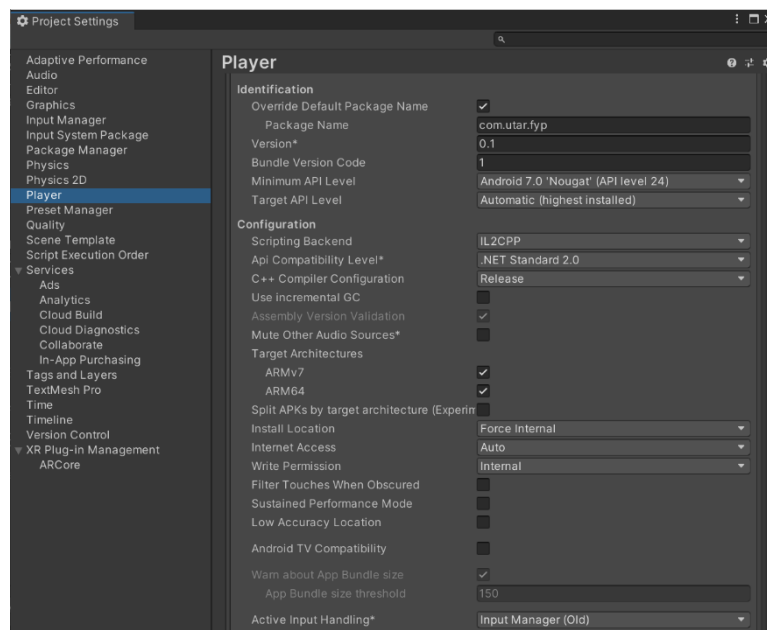 Project Settings
Adaptive Performance
Audio
Editor
Graphics
Input Manager
Input System Package
Package Manager
Physics
Physics 2D
Player
Preset Manager
Quality
Scene Template
Script Execution Order
Services
Ads
Analytics
Cloud Build
Cloud Diagnostics
Collaborate
In-App Purchasing
Tags and Layers
TextMesh Pro
Time
Timeline
Version Control
XR Plug-in Management
ARCore
Player
Identification
Override Default Package Name
Package Name com.utar.fyp
Version* 0.1
Bundle Version Code 1
Minimum API Level Android 7.0 'Nougat' (API level 24)
Target API Level Automatic (highest installed)
Configuration
Scripting Backend IL2CPP
Api Compatibility Level* .NET Standard 2.0
C++ Compiler Configuration Release
Use incremental GC
Assembly Version Validation
Mute Other Audio Sources*
Target Architectures
ARMv7
ARM64
Split APKs by target architecture (Experim
Install Location Force Internal
Internet Access Auto
Write Permission Internal
Filter Touches When Obscured
Sustained Performance Mode
Low Accuracy Location
Android TV Compatibility
Warn about App Bundle size
App Bundle size threshold 150
Active Input Handling* Input Manager (Old)